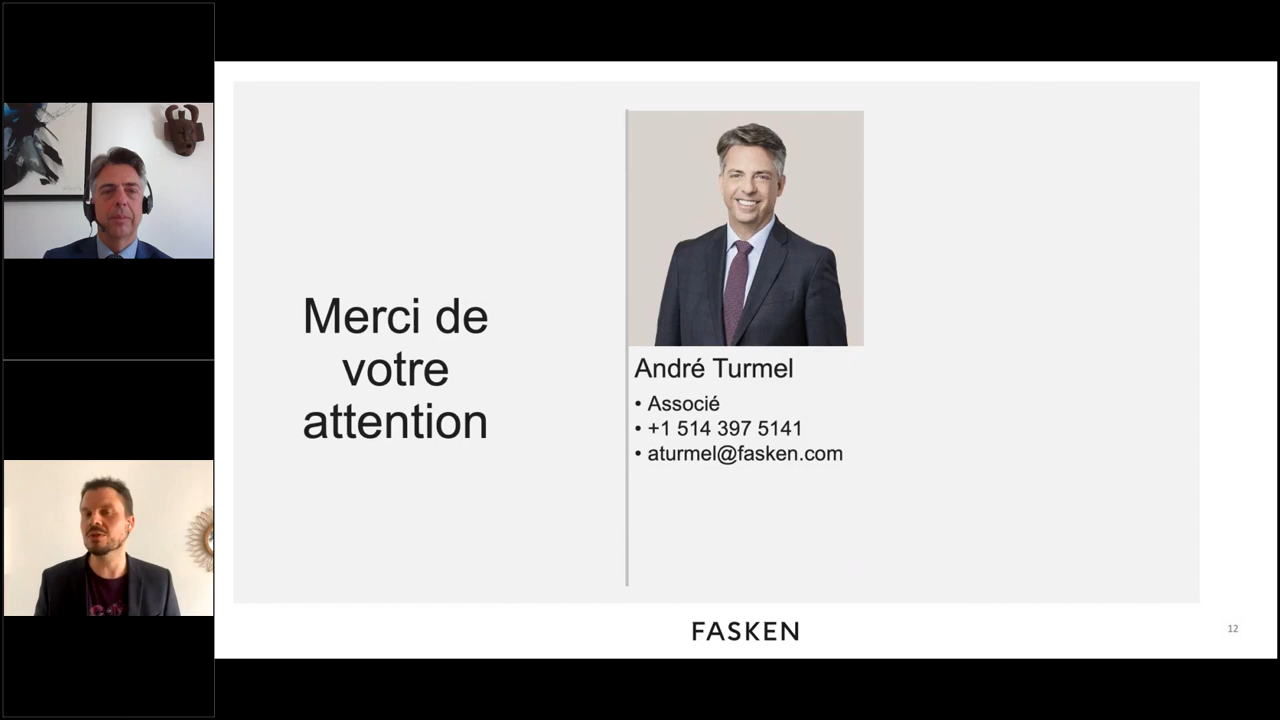 Merci de
votre
attention
André Turmel
• Associé
• +1 514 397 5141
• aturmel@fasken.com
FASKEN
12